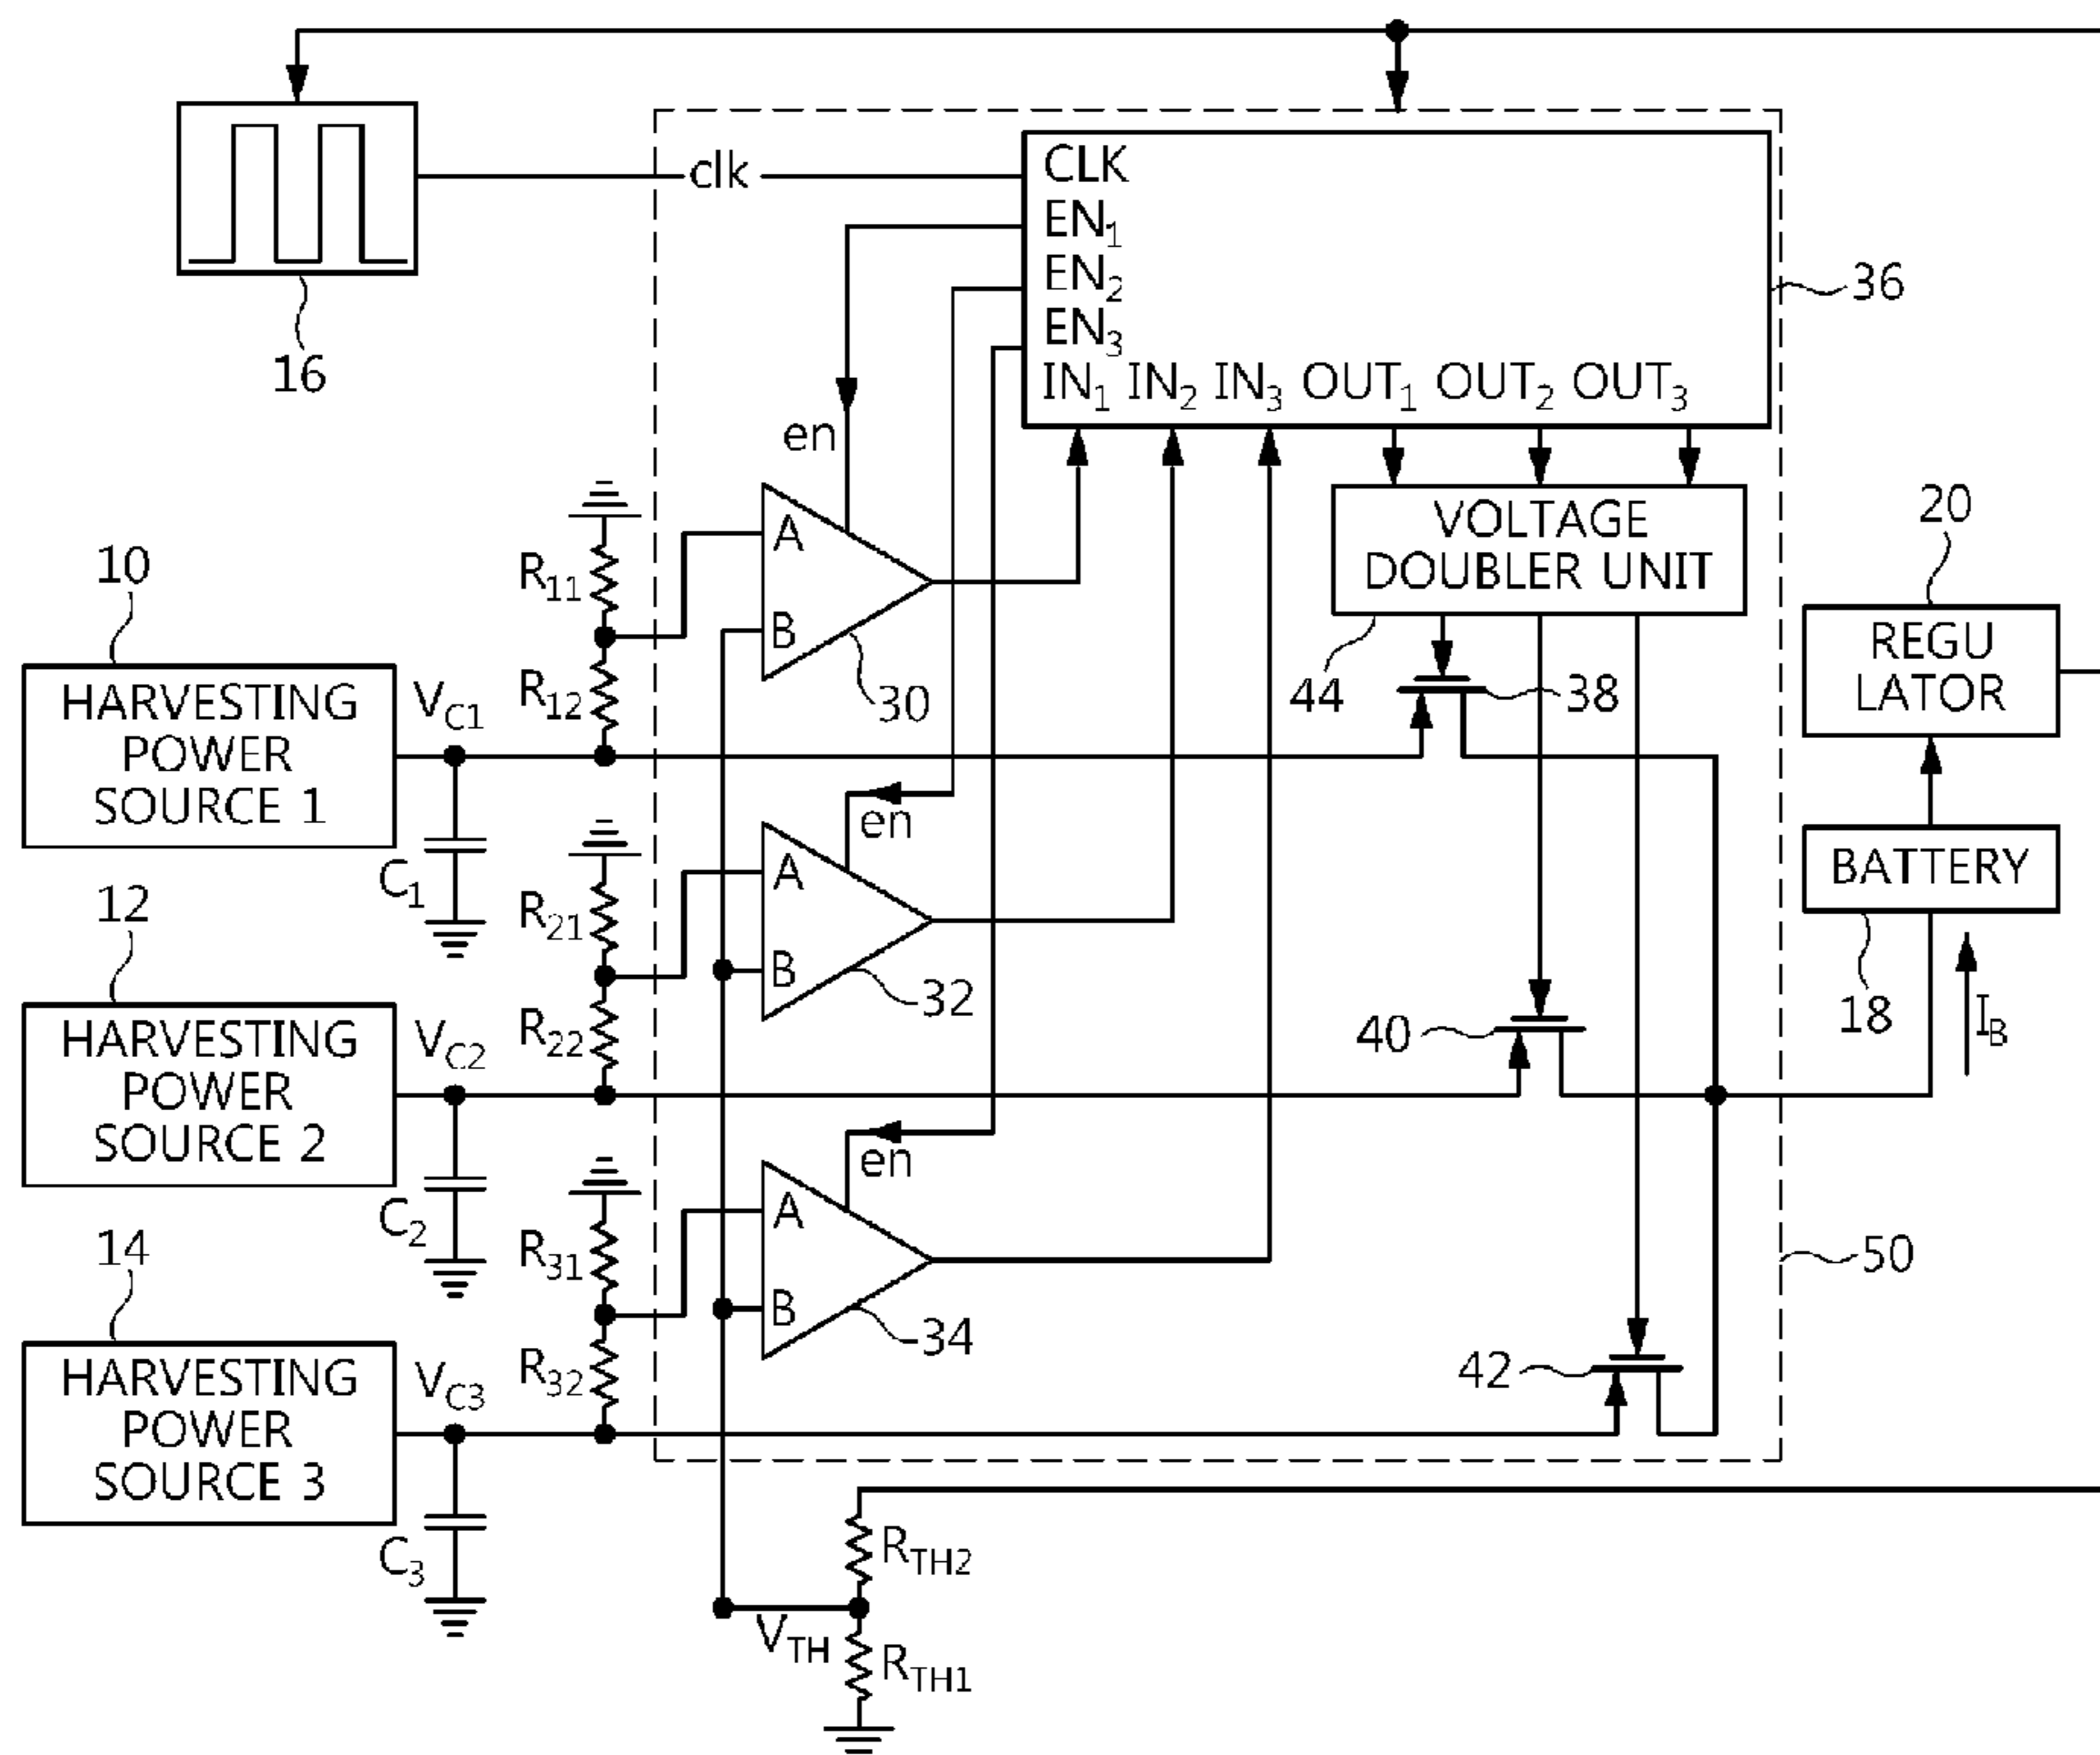 clk
CLK
EN1
EN2
EN3
IN1 IN2 IN3 OUT1 OUT2 OUT3
36
16
en
VOLTAGE
DOUBLER UNIT
44
20
REGU
LATOR
10
HARVESTING
POWER
SOURCE 1
VC1
C1
R11
R12
A
B
30
38
BATTERY
18
IB
12
HARVESTING
POWER
SOURCE 2
VC2
C2
R21
R22
en
A
B
32
40
14
HARVESTING
POWER
SOURCE 3
VC3
C3
R31
R32
en
A
B
34
42
50
RTH2
VTH
RTH1